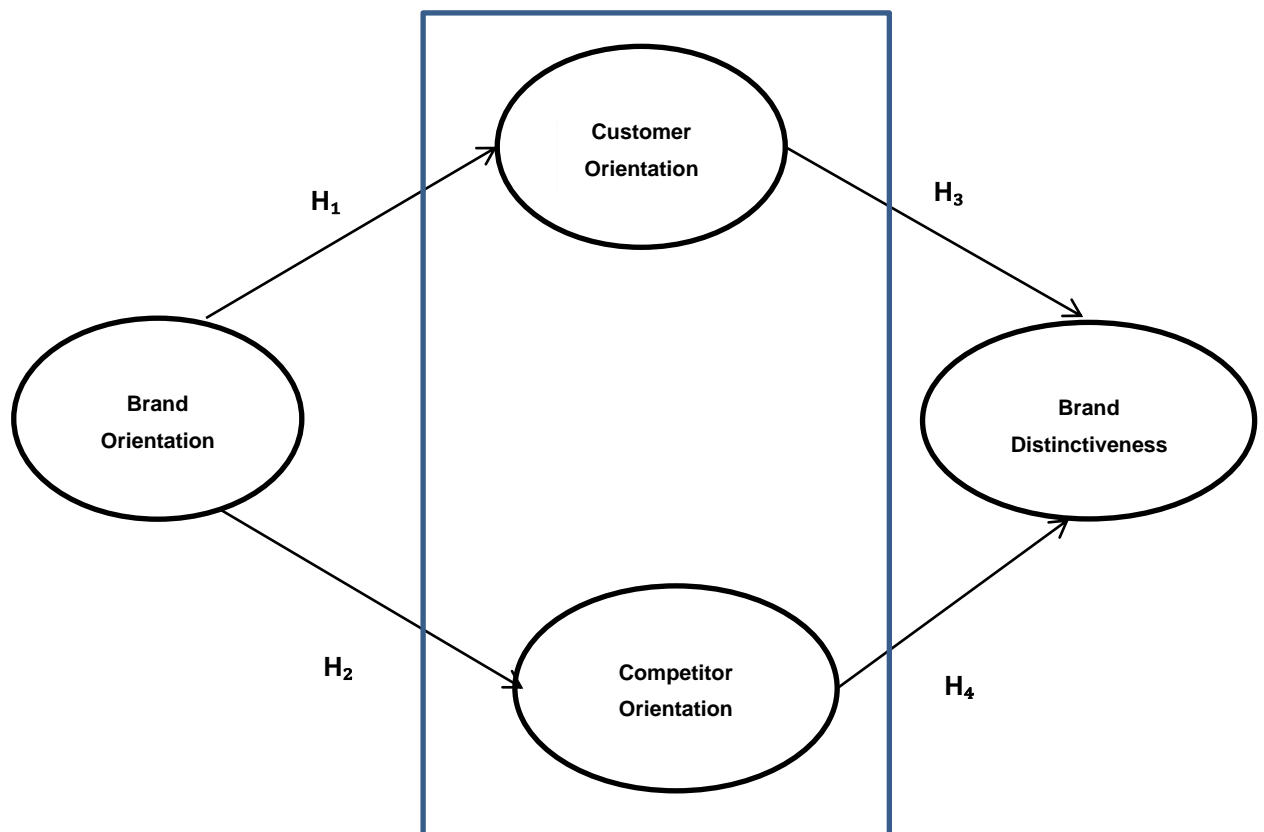 Customer
Orientation
H₁
H₃
Brand
Orientation
Brand
Distinctiveness
H₂
Competitor
Orientation
H₄